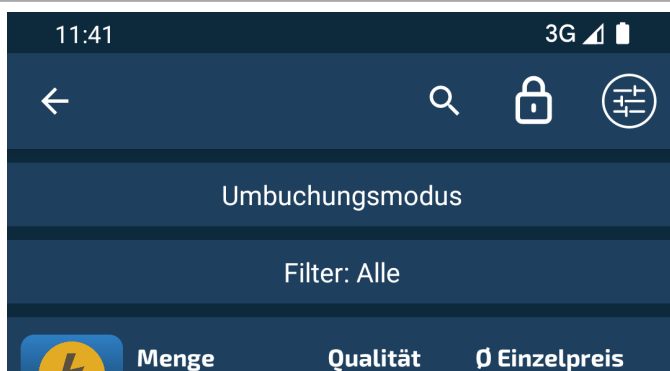 11:41 3G
Umbuchungsmodus
Filter: Alle
Menge Qualität Ø Einzelpreis